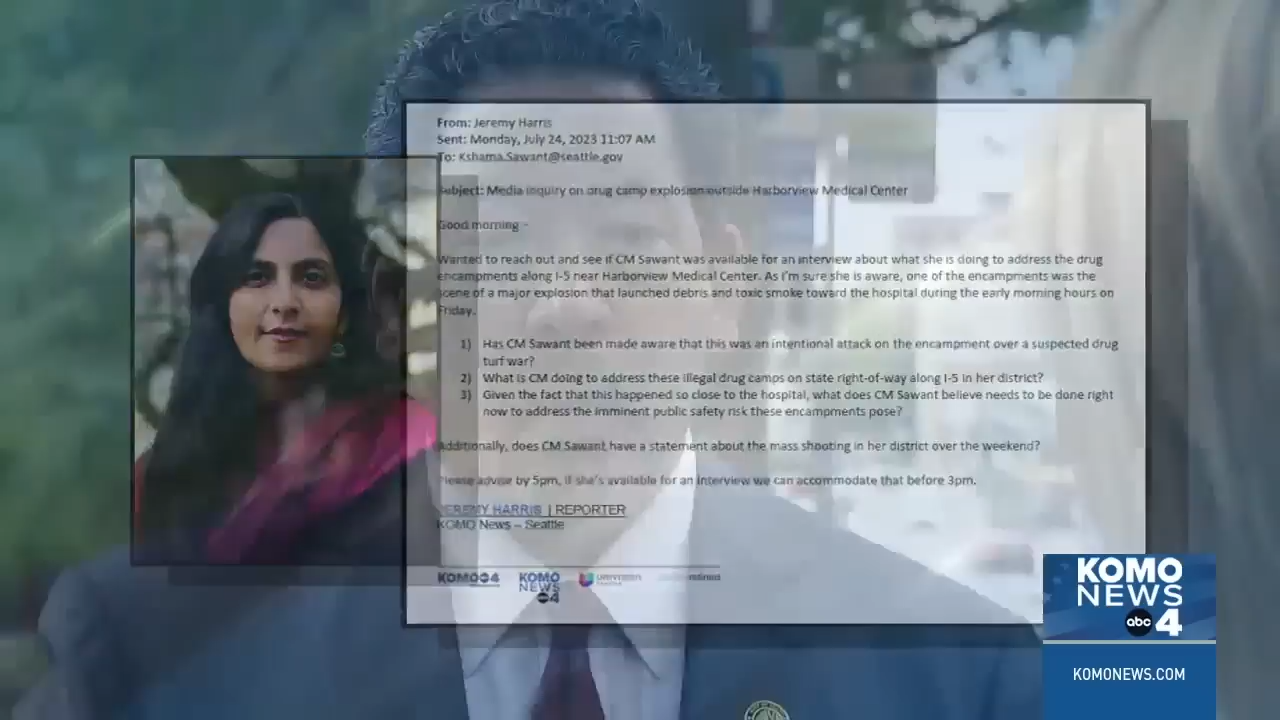 From: Jeremy Harris
Sent: Monday, July 24, 2023 11:07 AM
To: Kshama.Sawant@seattle.gov
Subject: Media inquiry on drug camp explosion outside Harborview Medical Center
Good morning -
Wanted to reach out and see if CM Sawant was available for an interview about what she is doing to address the drug
encampments along I-5 near Harborview Medical Center. As I'm sure she is aware, one of the encampments was the
scene of a major explosion that launched debris and toxic smoke toward the hospital during the early morning hours on
Friday.
1) Has CM Sawant been made aware that this was an intentional attack on the encampment over a suspected drug
turf war?
2) What is CM doing to address these illegal drug camps on state right-of-way along I-5 in her district?
3) Given the fact that this happened so close to the hospital, what does CM Sawant believe needs to be done right
now to address the imminent public safety risk these encampments pose?
Additionally, does CM Sawant have a statement about the mass shooting in her district over the weekend?
Please advise by 5pm, if she's available for an interview we can accommodate that before 3pm.
JEREMY HARRIS | REPORTER
KOMO News – Seattle
KOMO 4
KOMO
NEWS
4
UNIVISION
KOMO
NEWS
abc 4
KOMONEWS.COM